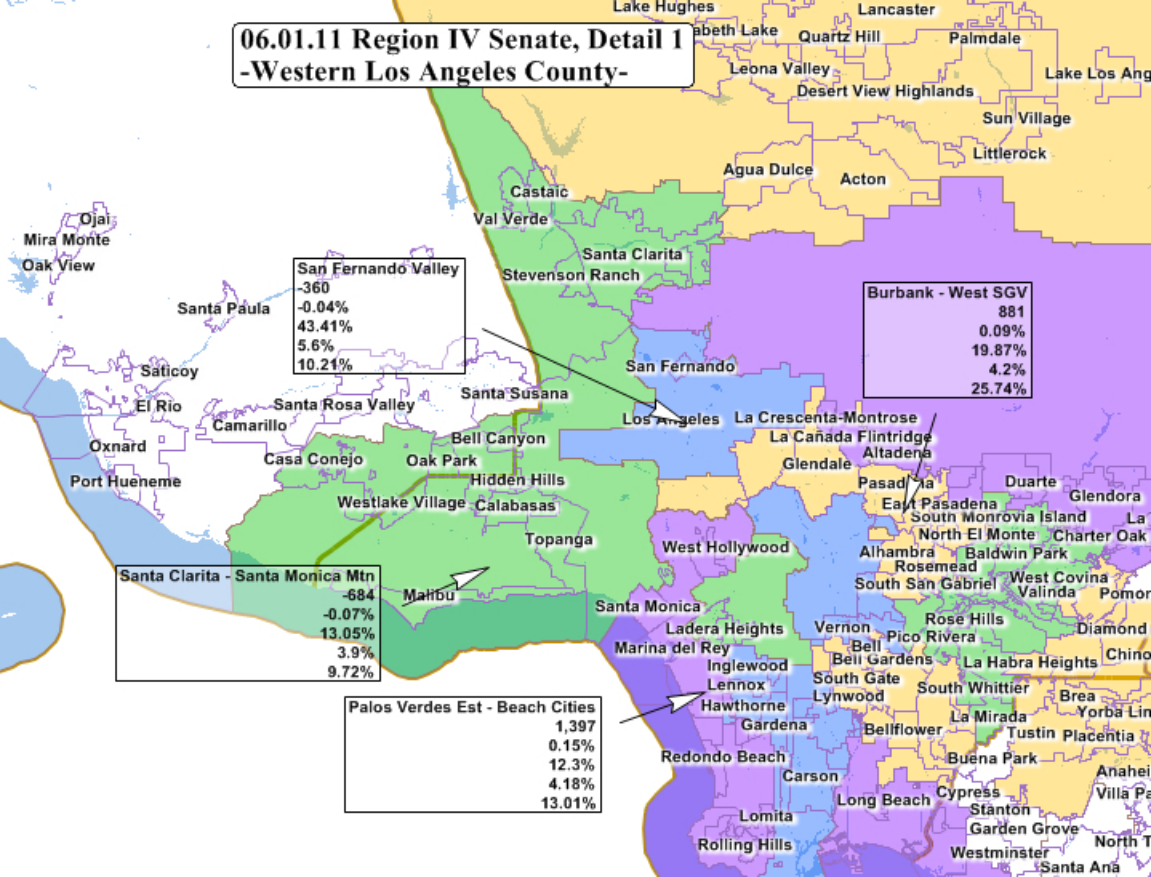 06.01.11 Region IV Senate, Detail 1
-Western Los Angeles County-
Lake Hughes
Lancaster
abeth Lake
Quartz Hill
Palmdale
Leona Valley
Lake Los Ang
Desert View Highlands
Sun Village
Littlerock
Agua Dulce
Acton
Castaic
Val Verde
Ojai
Mira Monte
Oak View
Santa Clarita
Stevenson Ranch
San Fernando Valley
-360
-0.04%
43.41%
5.6%
10.21%
Burbank - West SGV
881
0.09%
19.87%
4.2%
25.74%
Santa Paula
Saticoy
San Fernando
El Rio
Santa Rosa Valley
Santa Susana
Camarillo
Los Angeles
La Crescenta-Montrose
Oxnard
Bell Canyon
La Cañada Flintridge
Altadena
Casa Conejo
Oak Park
Glendale
Port Hueneme
Hidden Hills
Pasadena
Duarte
Glendora
Westlake Village
Calabasas
East Pasadena
South Monrovia Island
La
Topanga
North El Monte
Charter Oak
West Hollywood
Alhambra
Baldwin Park
Rosemead
Santa Clarita - Santa Monica Mtn
-684
-0.07%
13.05%
3.9%
9.72%
Malibu
South San Gabriel
West Covina
Valinda
Pomor
Santa Monica
Ladera Heights
Vernon
Rose Hills
Diamond
Marina del Rey
Bell
Pico Rivera
Inglewood
Bell Gardens
La Habra Heights
Chino
Lennox
South Gate
South Whittier
Lynwood
Brea
Hawthorne
Palos Verdes Est - Beach Cities
1,397
0.15%
12.3%
4.18%
13.01%
Gardena
Bellflower
La Mirada
Yorba Lin
Tustin
Placentia
Redondo Beach
Buena Park
Carson
Anahei
Long Beach
Cypress
Villa Pa
Stanton
Lomita
Garden Grove
Rolling Hills
North T
Westminster
Santa Ana